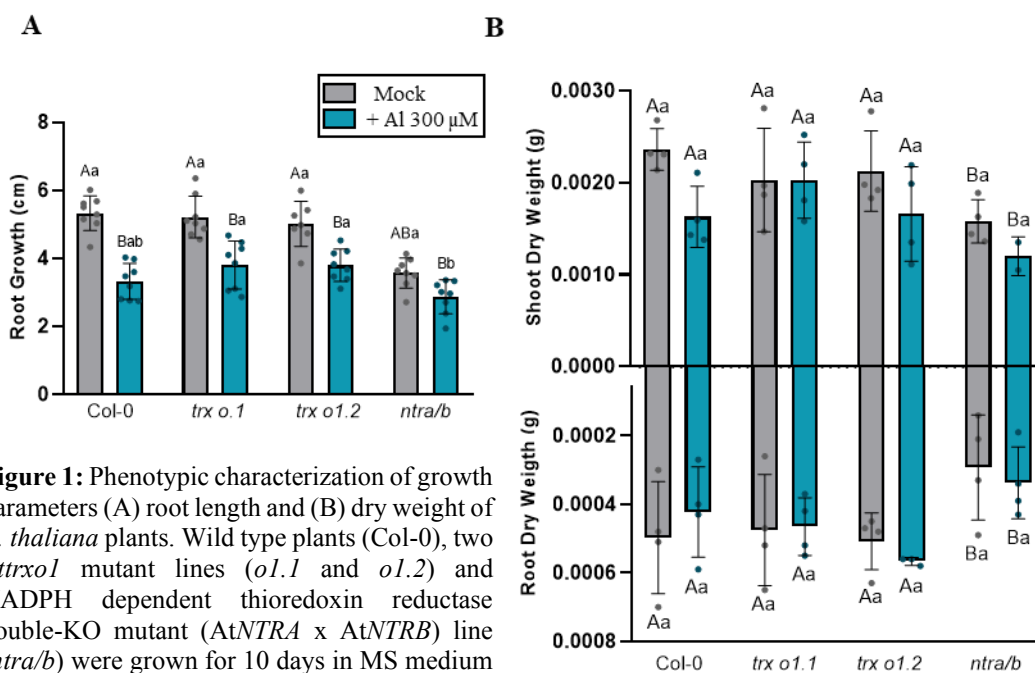 A
B
Mock
+ Al 300 µM
8
6
4
2
0
Root Growth (cm)
Aa
Bab
Aa
Ba
Aa
Ba
ABa
Bb
Col-0
trx o.1
trx o1.2
ntra/b
0.0030
0.0020
0.0010
0.0000
0.0002
0.0004
0.0006
0.0008
Shoot Dry Weight (g)
Root Dry Weigth (g)
Aa
Aa
Aa
Aa
Aa
Aa
Ba
Ba
Aa
Aa
Aa
Aa
Aa
Aa
Ba
Ba
Col-0
trx o1.1
trx o1.2
ntra/b
igure 1: Phenotypic characterization of growth
arameters (A) root length and (B) dry weight of
. thaliana plants. Wild type plants (Col-0), two
ttrxo1 mutant lines (o1.1 and o1.2) and
ADPH dependent thioredoxin reductase
ouble-KO mutant (AtNTRA x AtNTRB) line
ntra/b) were grown for 10 days in MS medium